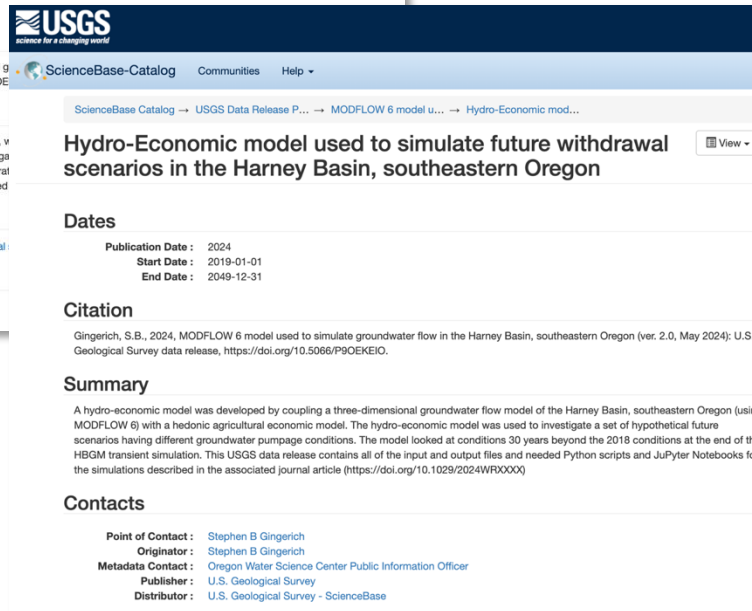 USGS
science for a changing world
ScienceBase-Catalog Communities Help
ScienceBase Catalog → USGS Data Release P... → MODFLOW 6 model u... → Hydro-Economic mod...
Hydro-Economic model used to simulate future withdrawal
scenarios in the Harney Basin, southeastern Oregon
View
Dates
Publication Date : 2024
Start Date : 2019-01-01
End Date : 2049-12-31
Citation
Gingerich, S.B., 2024, MODFLOW 6 model used to simulate groundwater flow in the Harney Basin, southeastern Oregon (ver. 2.0, May 2024): U.S
Geological Survey data release, https://doi.org/10.5066/P9OEKEIO.
Summary
A hydro-economic model was developed by coupling a three-dimensional groundwater flow model of the Harney Basin, southeastern Oregon (usin
MODFLOW 6) with a hedonic agricultural economic model. The hydro-economic model was used to investigate a set of hypothetical future
scenarios having different groundwater pumpage conditions. The model looked at conditions 30 years beyond the 2018 conditions at the end of th
HBGM transient simulation. This USGS data release contains all of the input and output files and needed Python scripts and JuPyter Notebooks fo
the simulations described in the associated journal article (https://doi.org/10.1029/2024WRXXXX)
Contacts
Point of Contact : Stephen B Gingerich
Originator : Stephen B Gingerich
Metadata Contact : Oregon Water Science Center Public Information Officer
Publisher : U.S. Geological Survey
Distributor : U.S. Geological Survey - ScienceBase